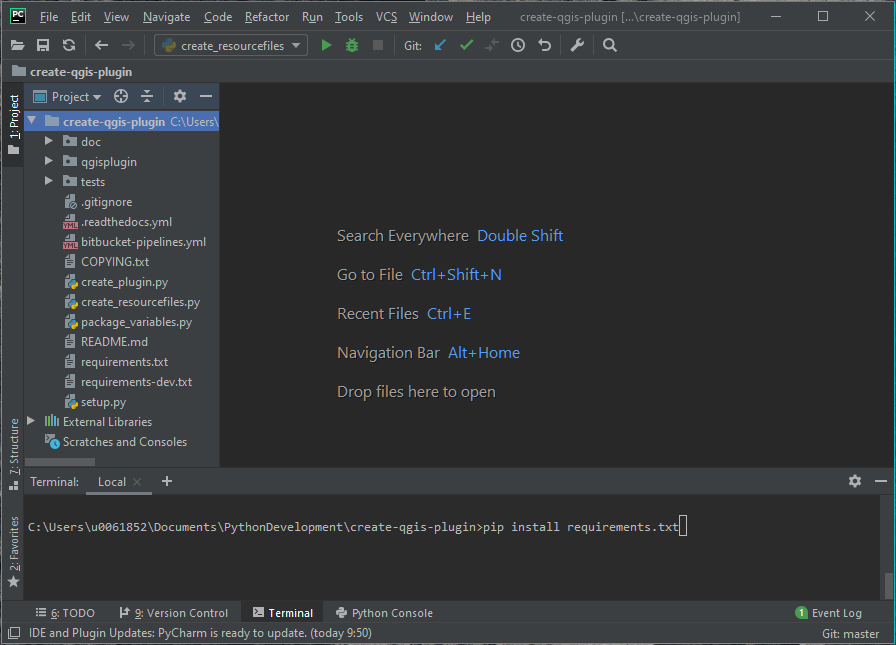 PC File Edit View Navigate Code Refactor Run Tools VCS Window Help create-qgis-plugin [...\create-qgis-plugin]
create_resourcefiles Git:
create-qgis-plugin
1: Project
Project
create-qgis-plugin C:\Users\
doc
qgisplugin
tests
.gitignore
YML .readthedocs.yml
YML bitbucket-pipelines.yml
COPYING.txt
create_plugin.py
create_resourcefiles.py
package_variables.py
README.md
requirements.txt
requirements-dev.txt
setup.py
External Libraries
Scratches and Consoles
Search Everywhere Double Shift
Go to File Ctrl+Shift+N
Recent Files Ctrl+E
Navigation Bar Alt+Home
Drop files here to open
7: Structure
2: Favorites
Terminal: Local
C:\Users\u0061852\Documents\PythonDevelopment\create-qgis-plugin>pip install requirements.txt
6: TODO 9: Version Control Terminal Python Console 1 Event Log
IDE and Plugin Updates: PyCharm is ready to update. (today 9:50) Git: master